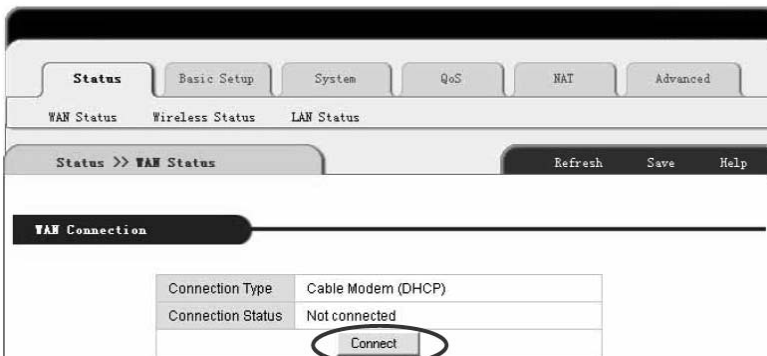 Status Basic Setup System QoS NAT Advanced
WAN Status Wireless Status LAN Status
Status >> WAN Status Refresh Save Help
WAN Connection
Connection Type Cable Modem (DHCP)
Connection Status Not connected
Connect